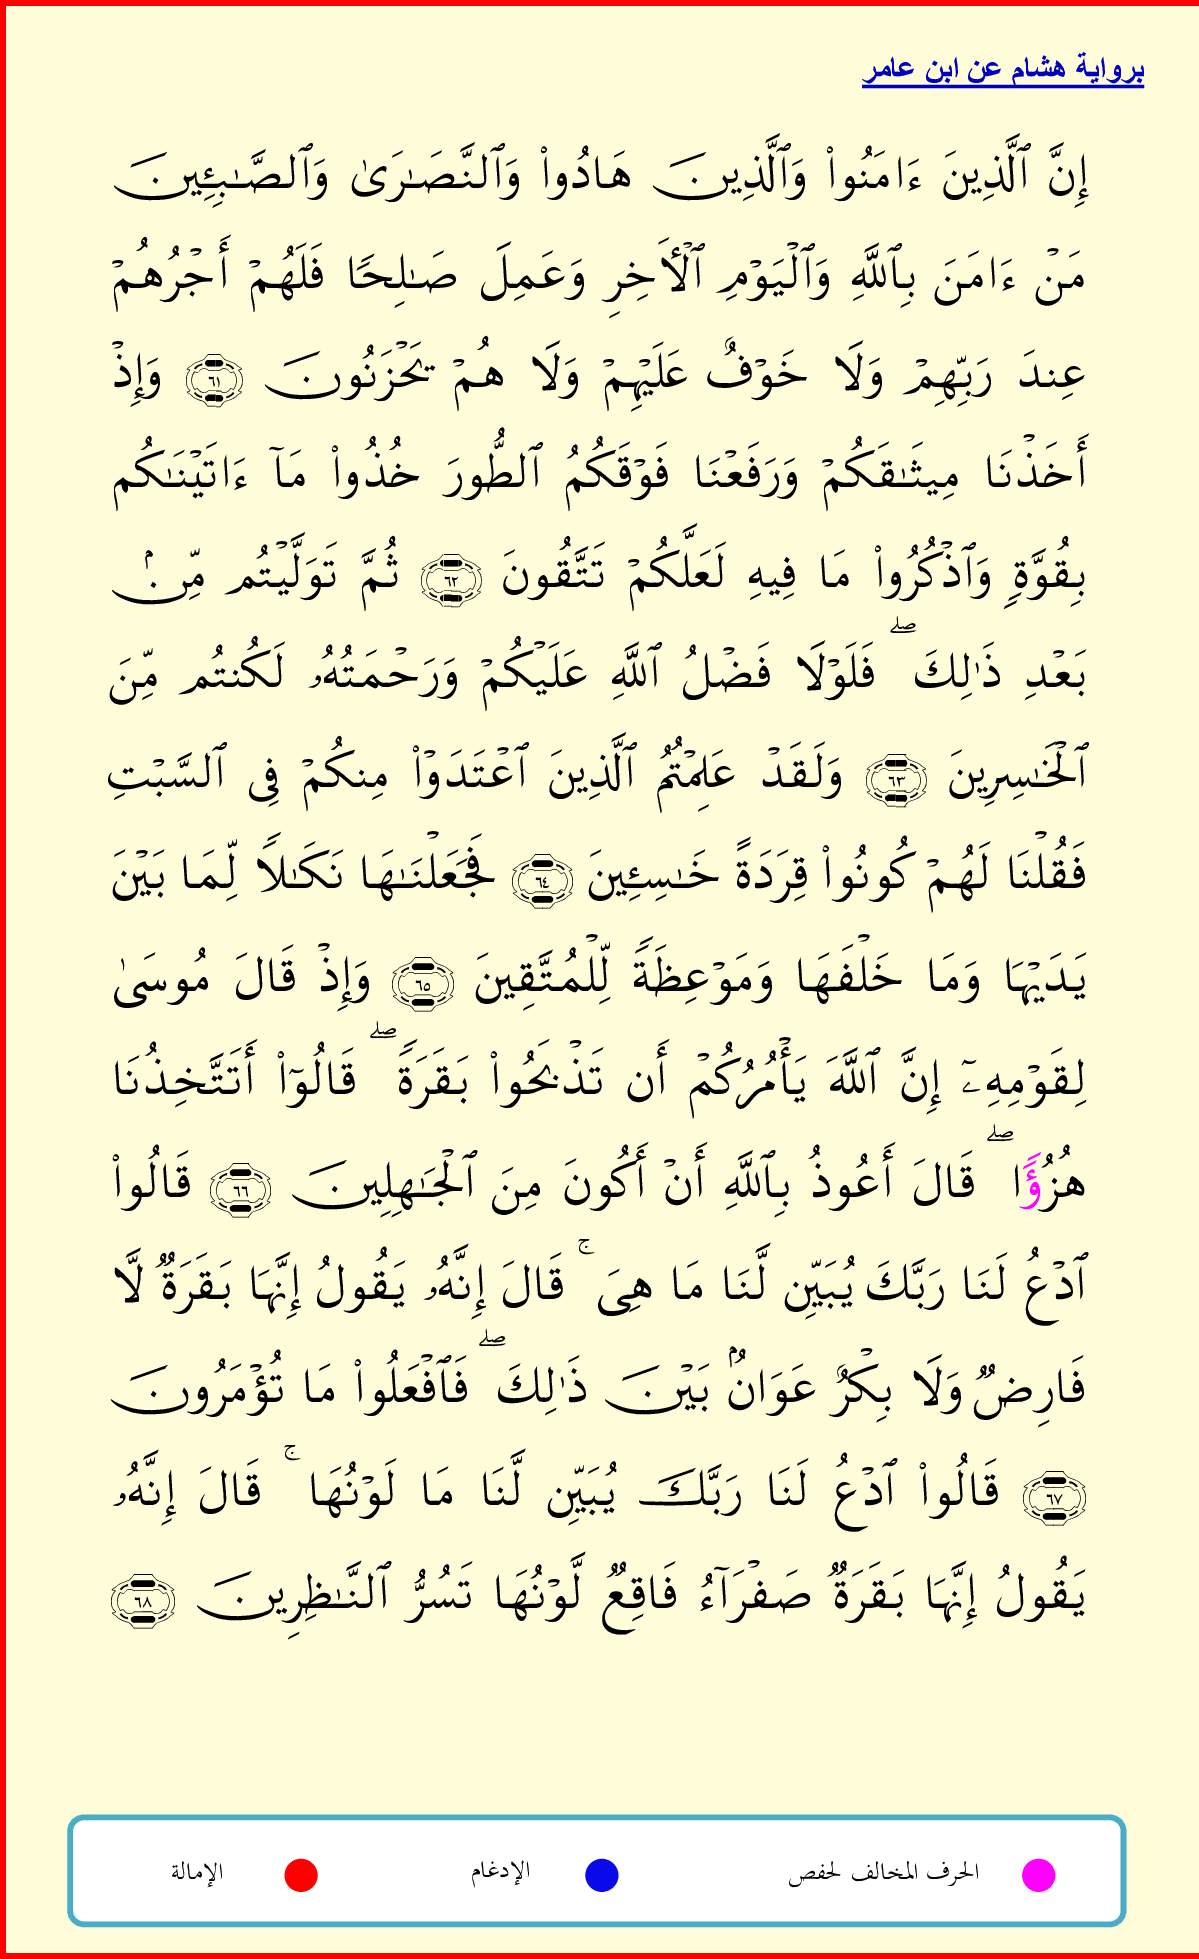 برواية هشام عن ابن عامر
إِنَّ ٱلَّذِينَ ءَامَنُوا۟ وَٱلَّذِينَ هَادُوا۟ وَٱلنَّصَـٰرَىٰ وَٱلصَّـٰبِـِٔينَ
مَنْ ءَامَنَ بِٱللَّهِ وَٱلْيَوْمِ ٱلْـَٔاخِرِ وَعَمِلَ صَـٰلِحًا فَلَهُمْ أَجْرُهُمْ
عِندَ رَبِّهِمْ وَلَا خَوْفٌ عَلَيْهِمْ وَلَا هُمْ يَحْزَنُونَ ٦١ وَإِذْ
أَخَذْنَا مِيثَـٰقَكُمْ وَرَفَعْنَا فَوْقَكُمُ ٱلطُّورَ خُذُوا۟ مَآ ءَاتَيْنَـٰكُم
بِقُوَّةٍ وَٱذْكُرُوا۟ مَا فِيهِ لَعَلَّكُمْ تَتَّقُونَ ٦٢ ثُمَّ تَوَلَّيْتُم مِّنۢ
بَعْدِ ذَٰلِكَ ۖ فَلَوْلَا فَضْلُ ٱللَّهِ عَلَيْكُمْ وَرَحْمَتُهُۥ لَكُنتُم مِّنَ
ٱلْخَـٰسِرِينَ ٦٣ وَلَقَدْ عَلِمْتُمُ ٱلَّذِينَ ٱعْتَدَوْا۟ مِنكُمْ فِى ٱلسَّبْتِ
فَقُلْنَا لَهُمْ كُونُوا۟ قِرَدَةً خَـٰسِـِٔينَ ٦٤ فَجَعَلْنَـٰهَا نَكَـٰلًا لِّمَا بَيْنَ
يَدَيْهَا وَمَا خَلْفَهَا وَمَوْعِظَةً لِّلْمُتَّقِينَ ٦٥ وَإِذْ قَالَ مُوسَىٰ
لِقَوْمِهِۦٓ إِنَّ ٱللَّهَ يَأْمُرُكُمْ أَن تَذْبَحُوا۟ بَقَرَةً ۖ قَالُوٓا۟ أَتَتَّخِذُنَا
هُزُؤًا ۖ قَالَ أَعُوذُ بِٱللَّهِ أَنْ أَكُونَ مِنَ ٱلْجَـٰهِلِينَ ٦٦ قَالُوا۟
ٱدْعُ لَنَا رَبَّكَ يُبَيِّن لَّنَا مَا هِىَ ۚ قَالَ إِنَّهُۥ يَقُولُ إِنَّهَا بَقَرَةٌ لَّا
فَارِضٌ وَلَا بِكْرٌ عَوَانٌۢ بَيْنَ ذَٰلِكَ ۖ فَٱفْعَلُوا۟ مَا تُؤْمَرُونَ
٦٧ قَالُوا۟ ٱدْعُ لَنَا رَبَّكَ يُبَيِّن لَّنَا مَا لَوْنُهَا ۚ قَالَ إِنَّهُۥ
يَقُولُ إِنَّهَا بَقَرَةٌ صَفْرَآءُ فَاقِعٌ لَّوْنُهَا تَسُرُّ ٱلنَّـٰظِرِينَ ٦٨
الحرف المخالف لحفص الإدغام الإمالة